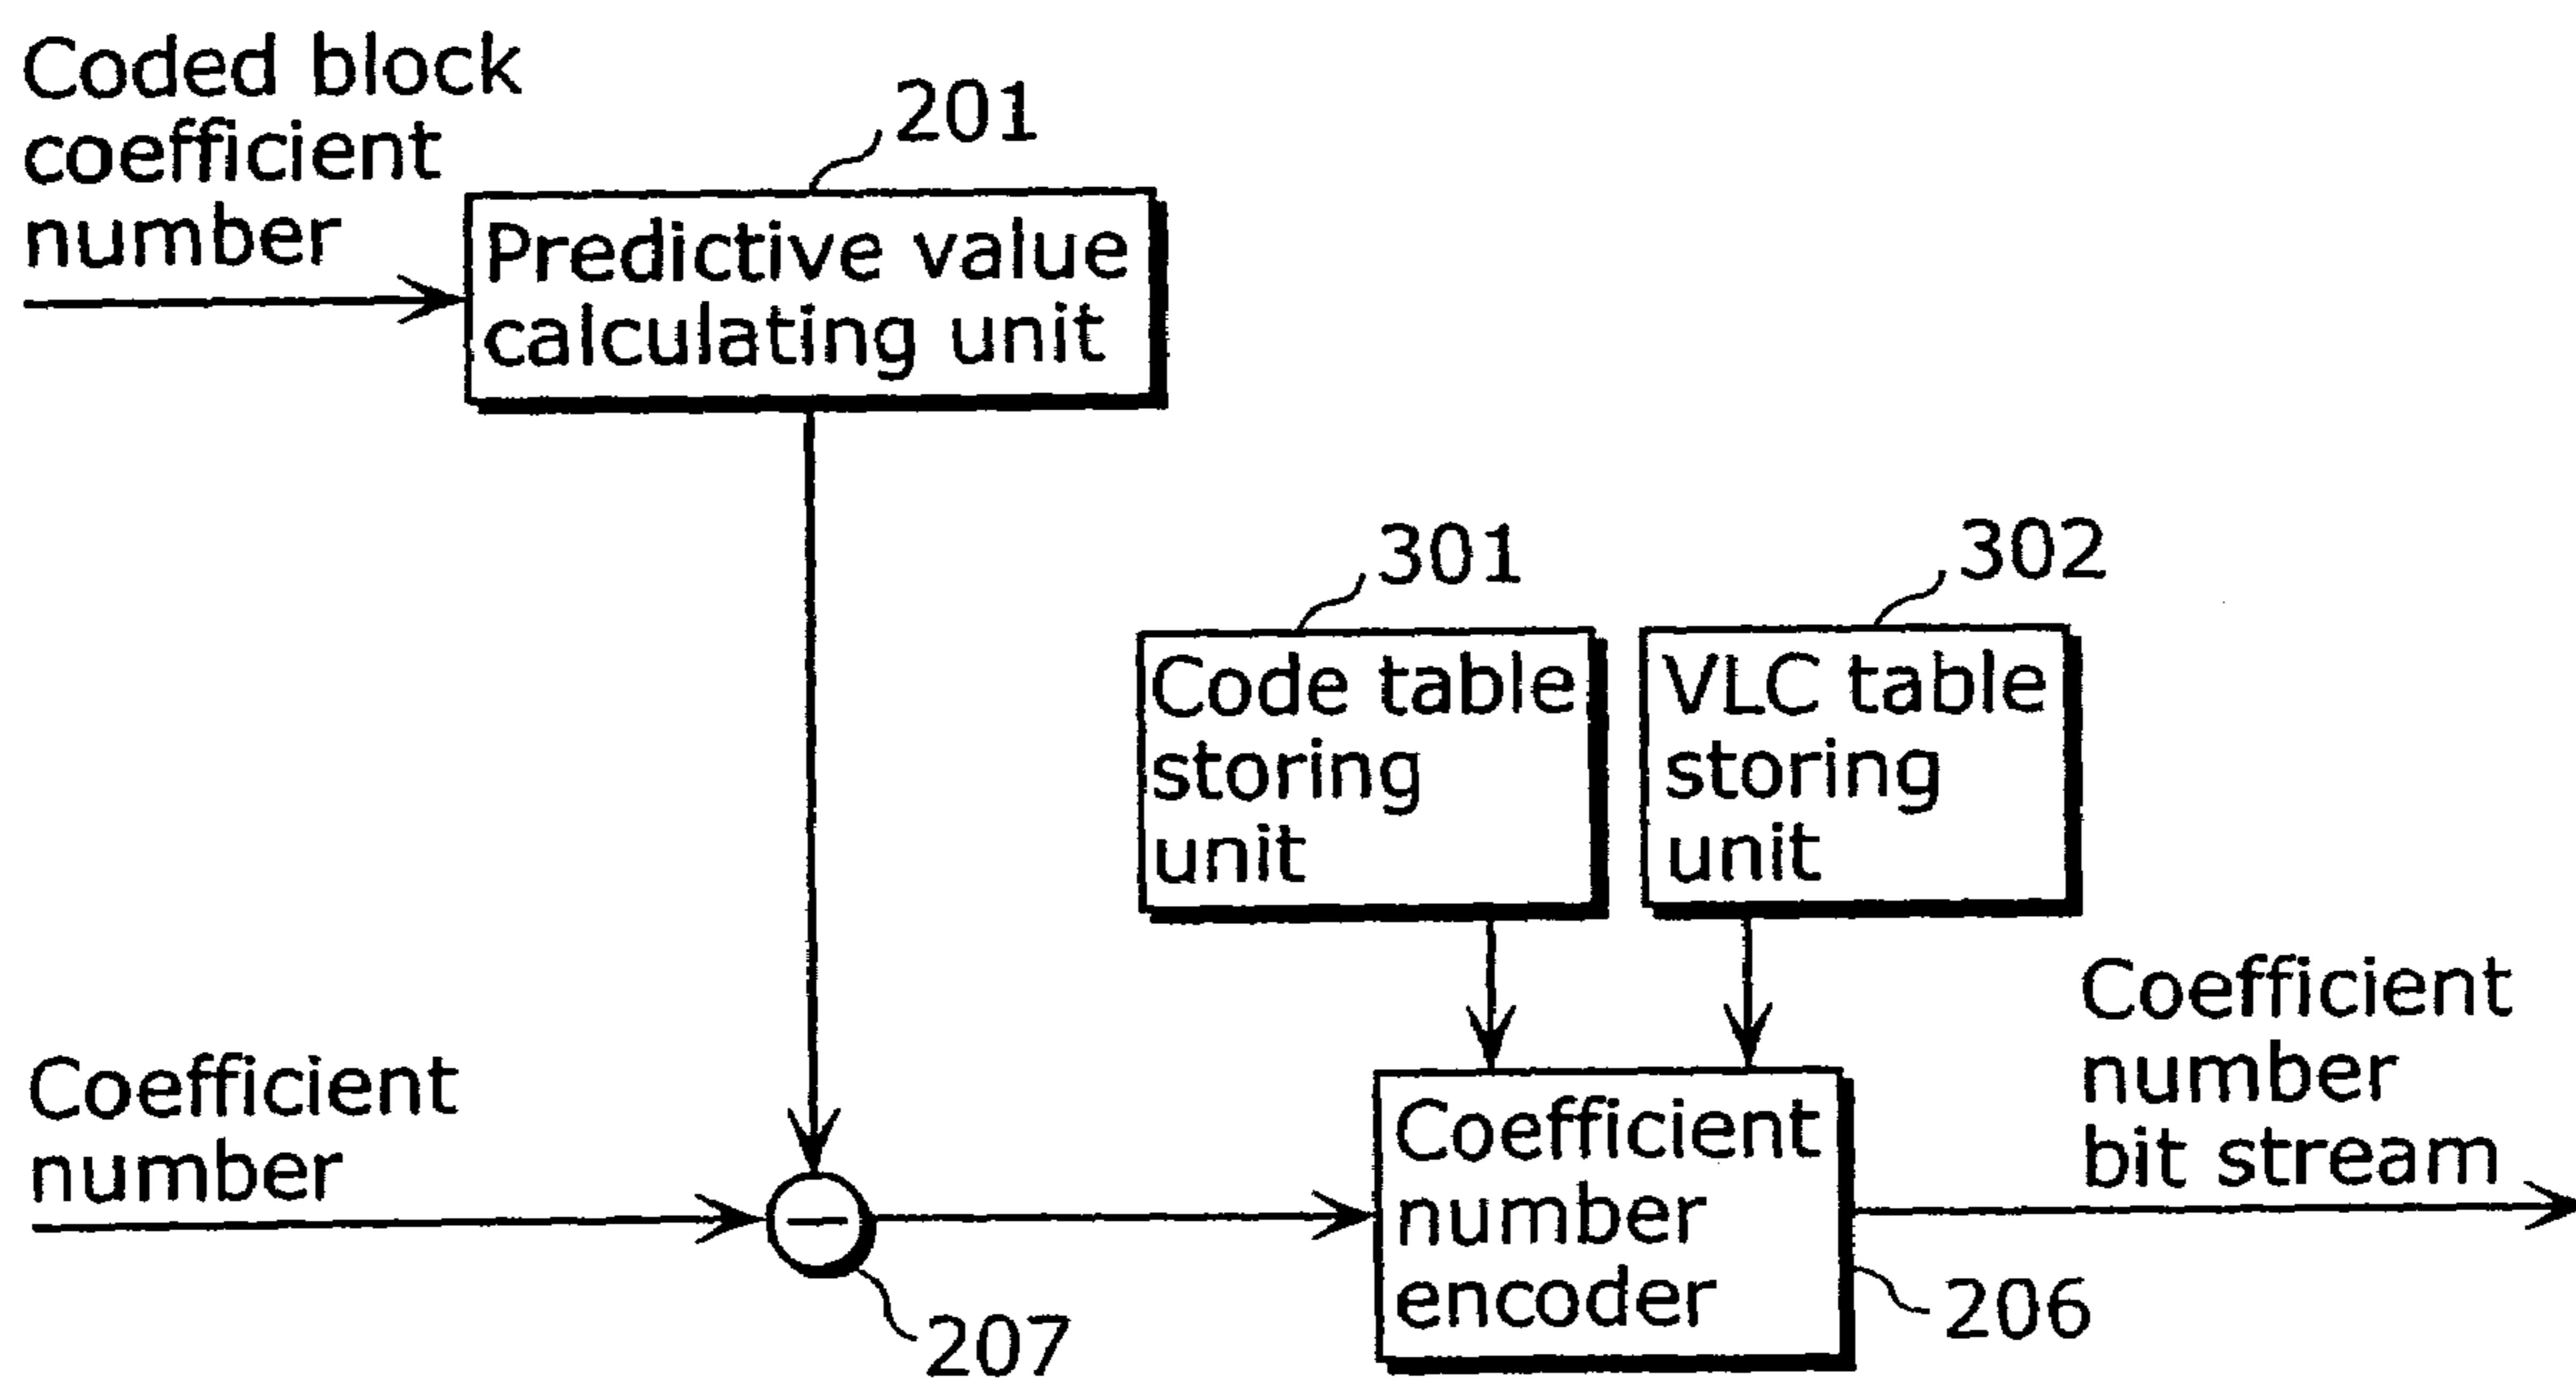 Coded block
coefficient
number
201
Predictive value
calculating unit
301
302
Code table
storing
unit
VLC table
storing
unit
Coefficient
number
207
Coefficient
number
encoder
206
Coefficient
number
bit stream